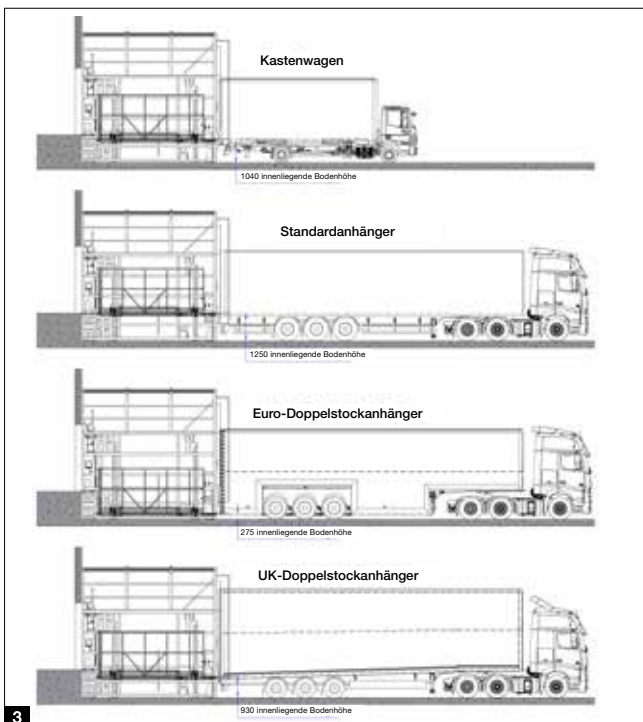 Kastenwagen
1040 innenliegende Bodenhöhe
Standardanhänger
1250 innenliegende Bodenhöhe
Euro-Doppelstockanhänger
275 innenliegende Bodenhöhe
UK-Doppelstockanhänger
930 innenliegende Bodenhöhe
3